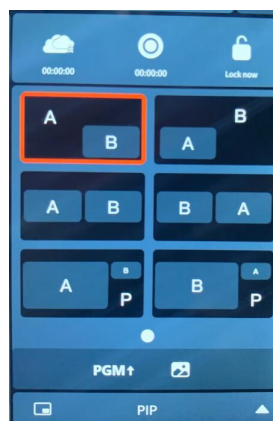 00:00:00 00:00:00 Lock now
A B
B A
A B B A
A B B A
P P
PGM↑
PIP